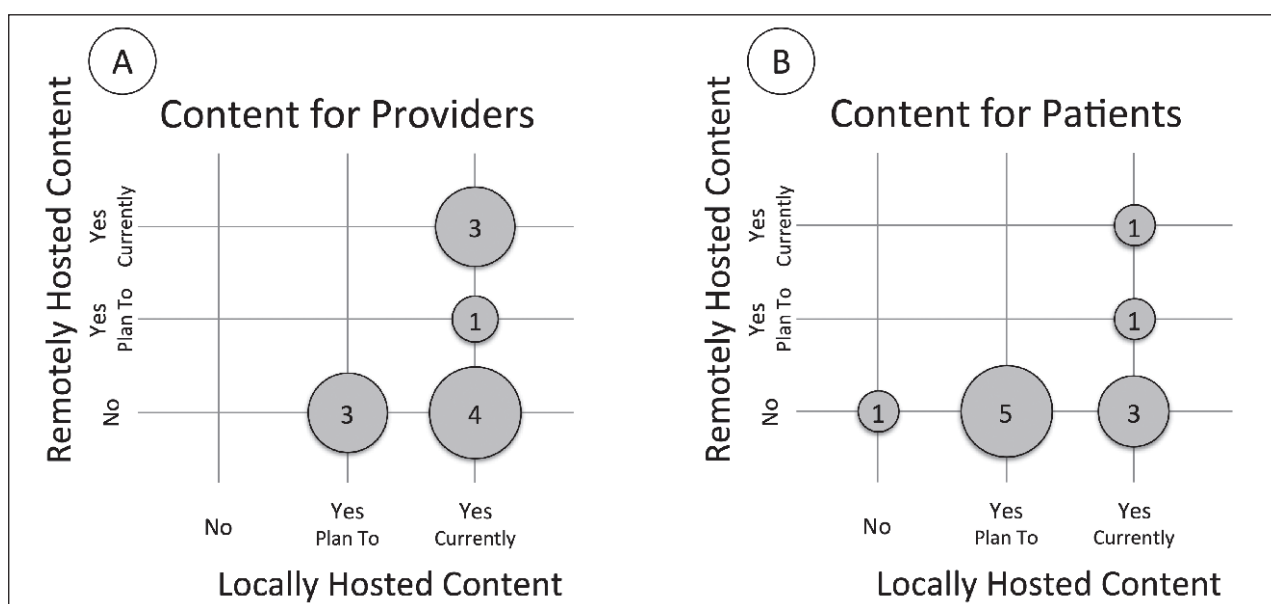 A
Content for Providers
Remotely Hosted Content
Yes
Currently
3
Yes
Plan To
1
No
3
4
No
Yes
Plan To
Yes
Currently
Locally Hosted Content
B
Content for Patients
Remotely Hosted Content
Yes
Currently
1
Yes
Plan To
1
No
1
5
3
No
Yes
Plan To
Yes
Currently
Locally Hosted Content